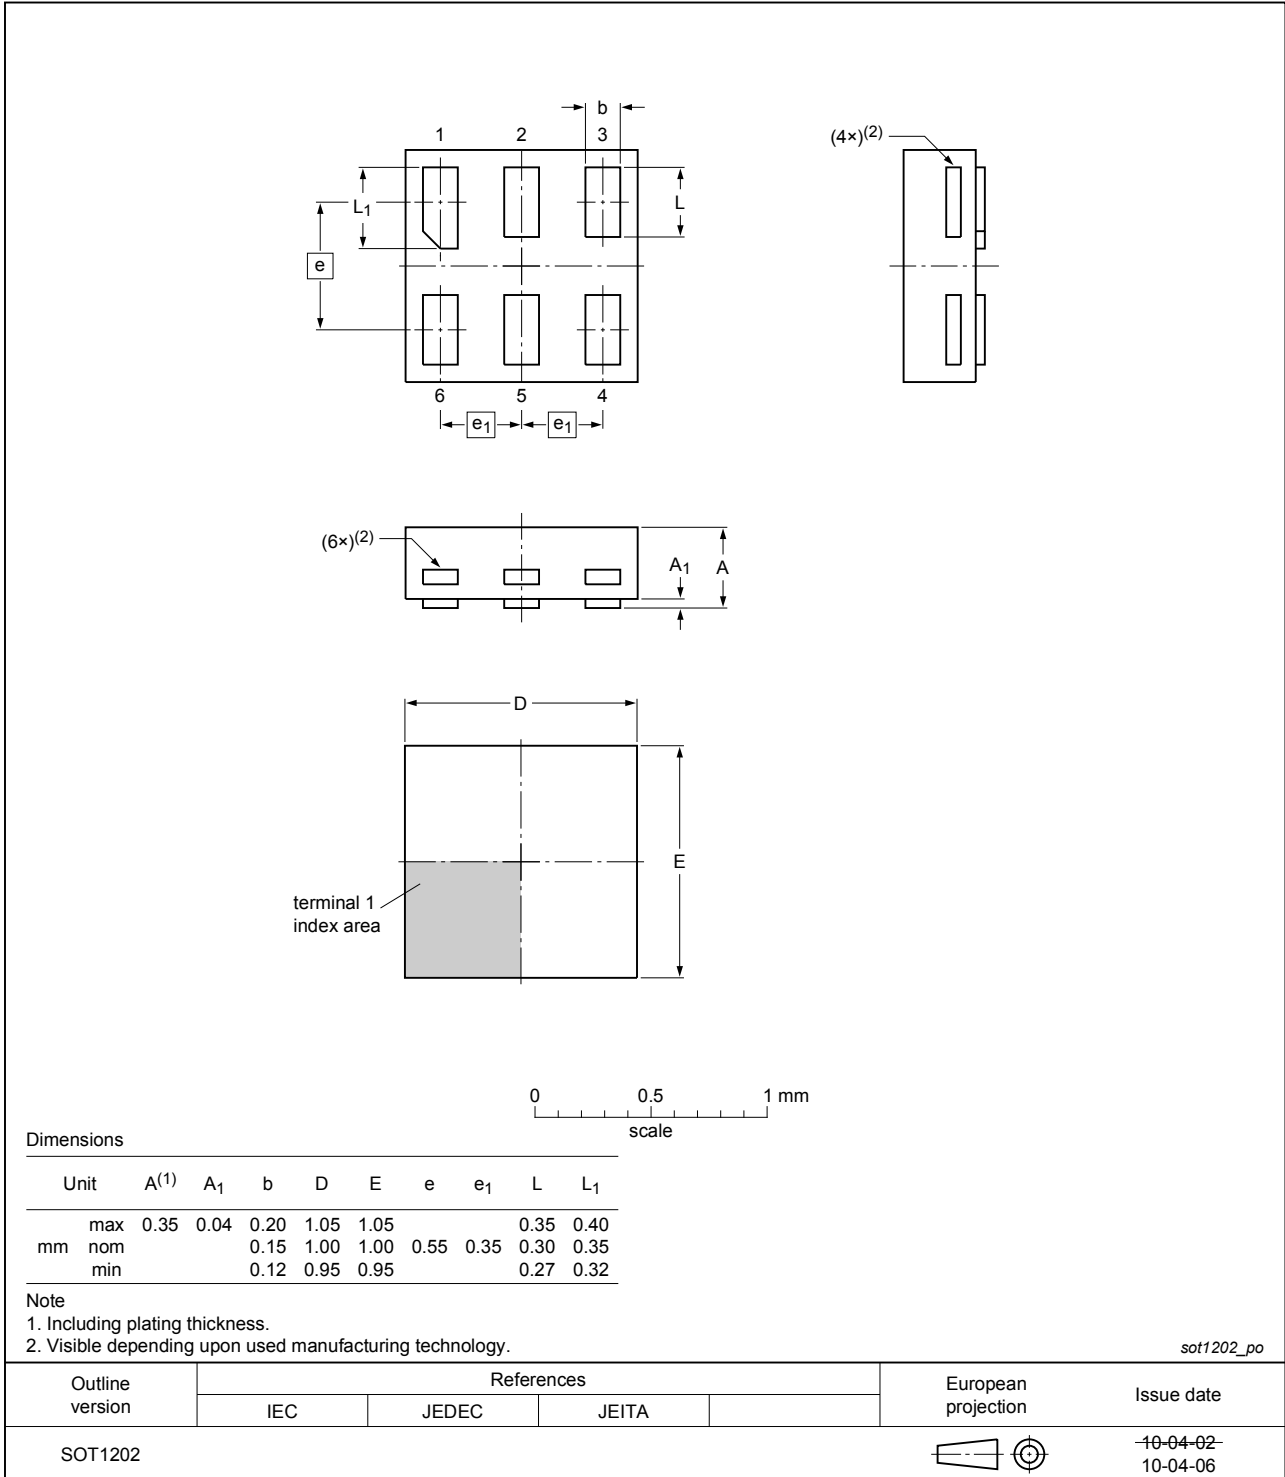 b
1 2 3
(4×)(2)
L1
L
e
6 5 4
e1 e1
(6×)(2)
A1 A
D
E
terminal 1
index area
0 0.5 1 mm
scale
Dimensions
Unit A(1) A1 b D E e e1 L L1
max 0.35 0.04 0.20 1.05 1.05 0.35 0.40
mm nom 0.15 1.00 1.00 0.55 0.35 0.30 0.35
min 0.12 0.95 0.95 0.27 0.32
Note
1. Including plating thickness.
2. Visible depending upon used manufacturing technology.
sot1202_po
Outline
version
References
IEC JEDEC JEITA
European
projection
Issue date
SOT1202
10-04-02
10-04-06